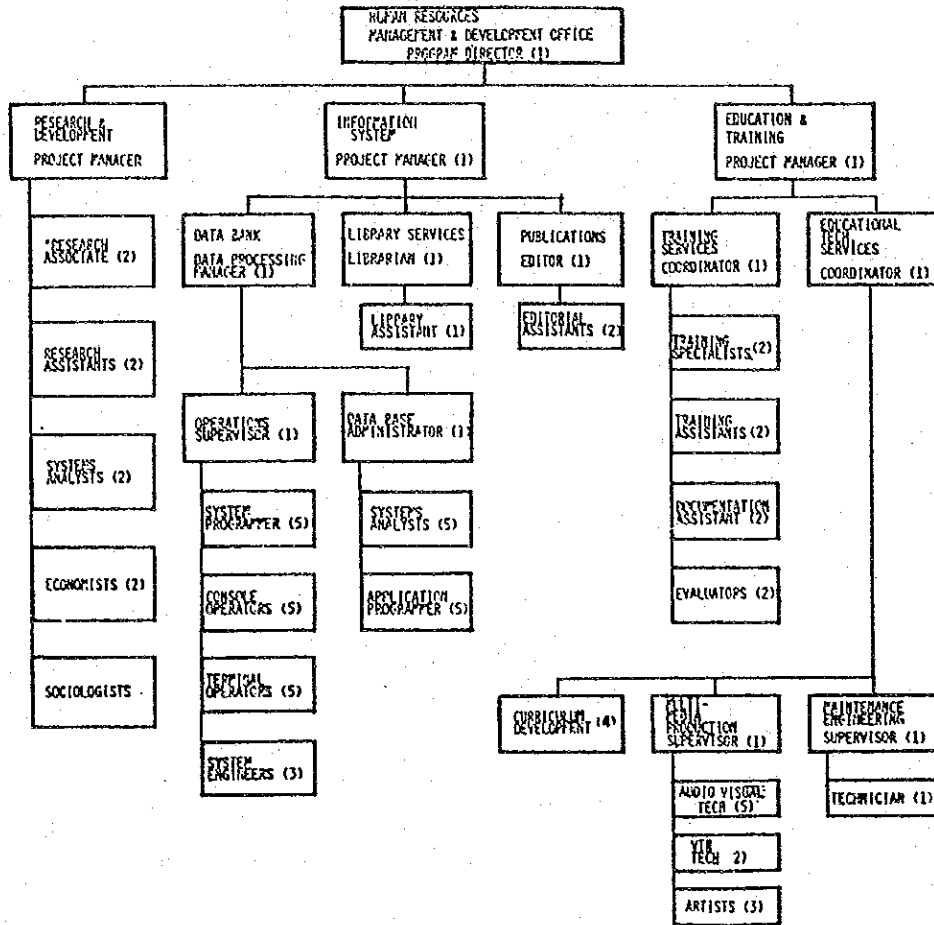 HUMAN RESOURCES
MANAGEMENT & DEVELOPMENT OFFICE
PROGRAM DIRECTOR (1)
RESEARCH &
DEVELOPMENT
PROJECT MANAGER
INFORMATION
SYSTEM
PROJECT MANAGER (1)
EDUCATION &
TRAINING
PROJECT MANAGER (1)
RESEARCH
ASSOCIATE (2)
RESEARCH
ASSISTANTS (2)
SYSTEMS
ANALYSTS (2)
ECONOMISTS (2)
SOCIOLOGISTS
DATA BANK
DATA PROCESSING
MANAGER (1)
LIBRARY SERVICES
LIBRARIAN (1)
PUBLICATIONS
EDITOR (1)
LIBRARY
ASSISTANT (1)
EDITORIAL
ASSISTANTS (2)
OPERATIONS
SUPERVISOR (1)
DATA BASE
ADMINISTRATOR (1)
SYSTEM
PROGRAMMER (5)
CONSOLE
OPERATORS (5)
TERMINAL
OPERATORS (5)
SYSTEM
ENGINEERS (3)
SYSTEMS
ANALYSTS (5)
APPLICATION
PROGRAMMER (5)
TRAINING
SERVICES
COORDINATOR (1)
EDUCATIONAL
TECH
SERVICES
COORDINATOR (1)
TRAINING
SPECIALISTS (2)
TRAINING
ASSISTANTS (2)
DOCUMENTATION
ASSISTANT (2)
EVALUATORS (2)
CURRICULUM
DEVELOPMENT (4)
MULTI-
MEDIA
PRODUCTION
SUPERVISOR (1)
MAINTENANCE
ENGINEERING
SUPERVISOR (1)
AUDIO VISUAL
TECH (5)
VTR
TECH 2)
ARTISTS (3)
TECHNICIAN (1)